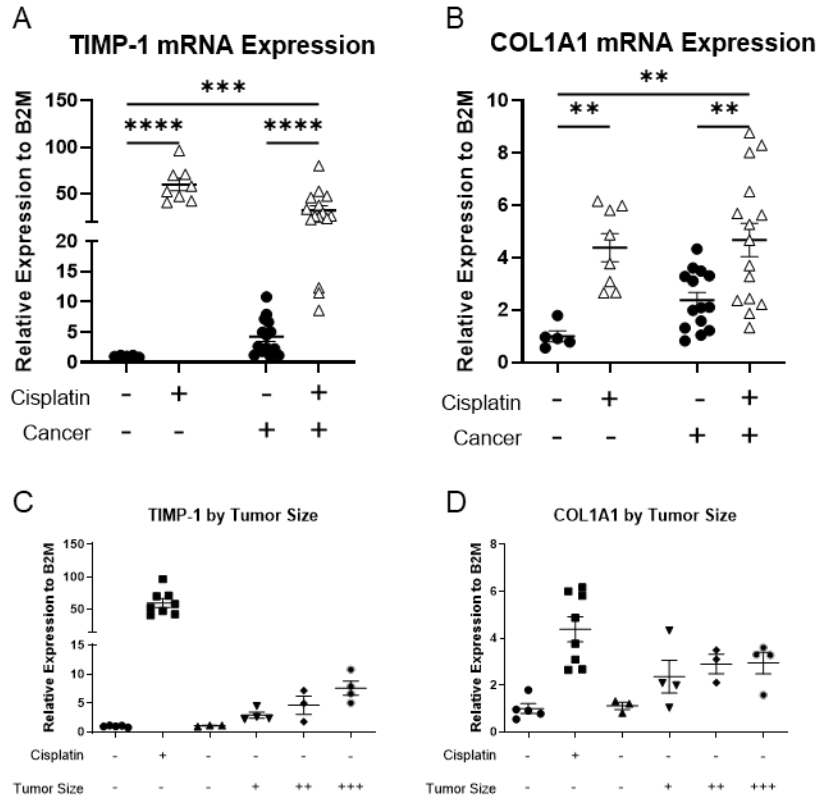 A
TIMP-1 mRNA Expression
Relative Expression to B2M
150
100
50
20
15
10
5
0
***
**** ****
Cisplatin - + - +
Cancer - - + +
B
COL1A1 mRNA Expression
Relative Expression to B2M
10
8
6
4
2
0
**
** **
Cisplatin - + - +
Cancer - - + +
C
TIMP-1 by Tumor Size
Relative Expression to B2M
150
100
50
15
10
5
0
Cisplatin - + - - - -
Tumor Size - - - + ++ +++
D
COL1A1 by Tumor Size
Relative Expression to B2M
8
6
4
2
0
Cisplatin - + - - - -
Tumor Size - - - + ++ +++